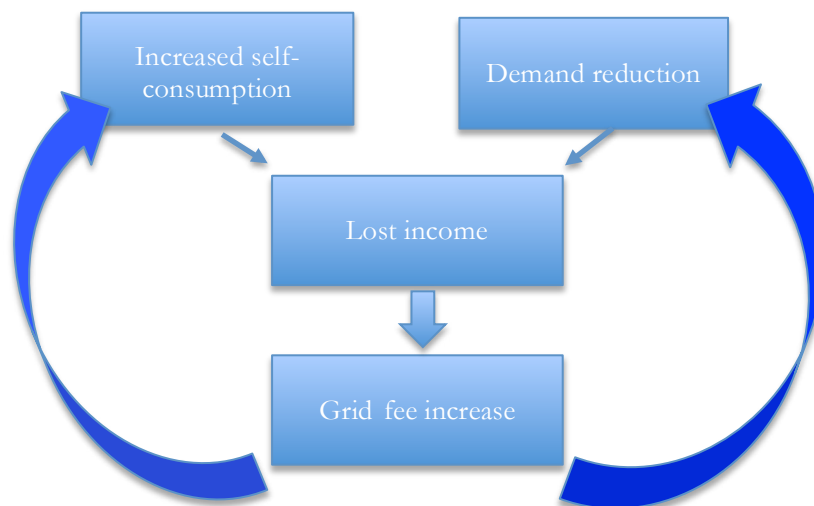 Increased self-
consumption
Demand reduction
Lost income
Grid fee increase